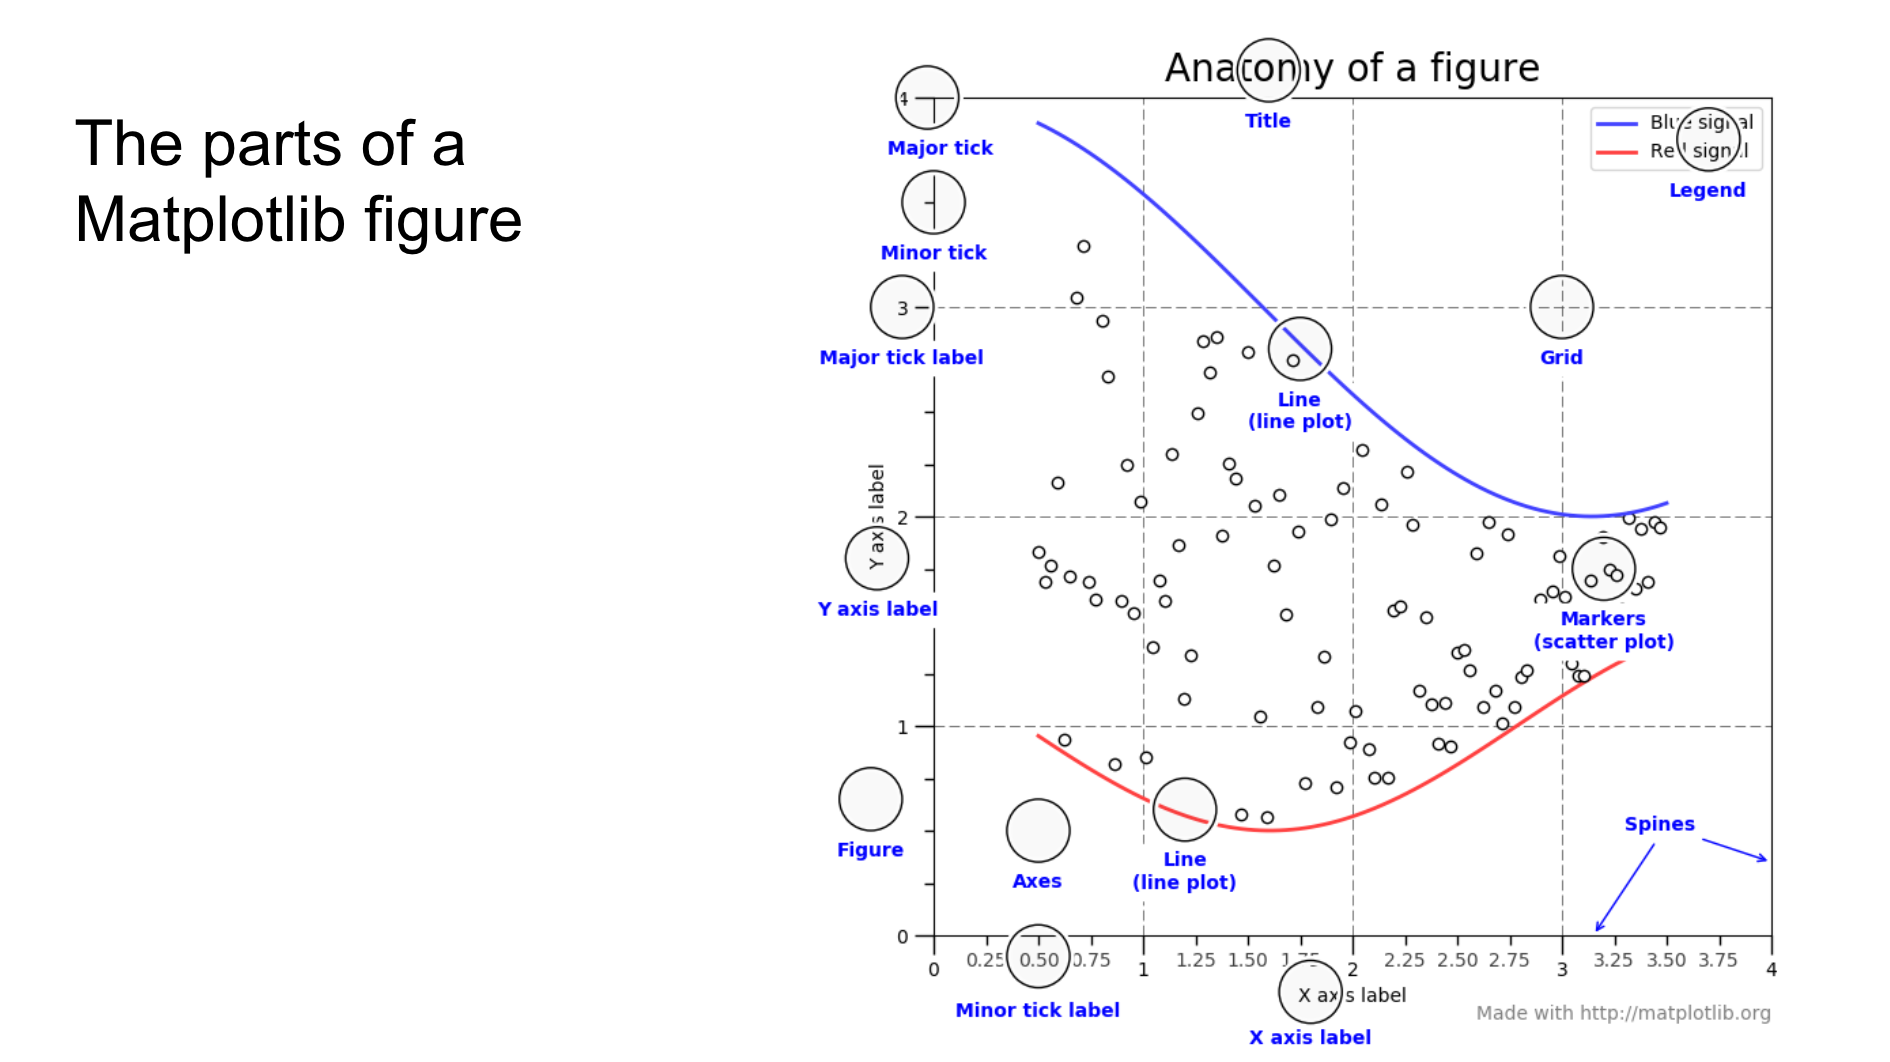 The parts of a
Matplotlib figure
Anatomy of a figure
Title
Blue signal
Red signal
Legend
4
Major tick
Minor tick
3
Major tick label
Grid
Line
(line plot)
Y axis label
2
Y axis label
Markers
(scatter plot)
1
Figure
Axes
Line
(line plot)
Spines
0
0 0.25 0.50 0.75 1 1.25 1.50 1.75 2 2.25 2.50 2.75 3 3.25 3.50 3.75 4
Minor tick label
X axis label
X axis label
Made with http://matplotlib.org